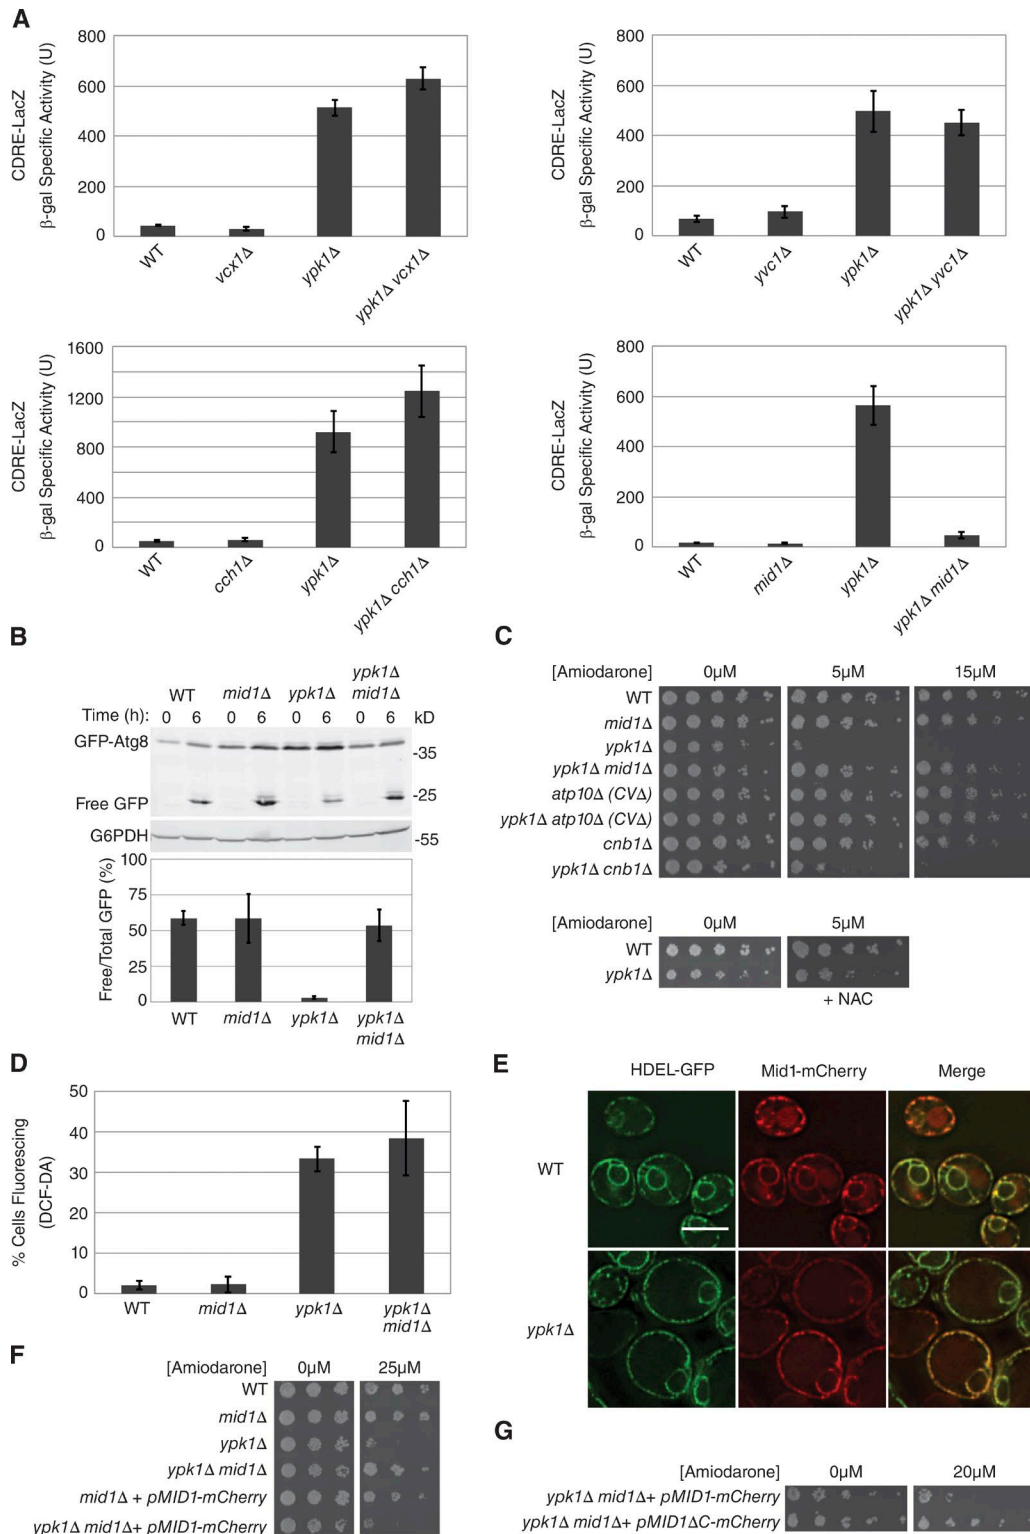 A
CDRE-LacZ
β-gal Specific Activity (U)
800
600
400
200
0
WT
vcx1Δ
ypk1Δ
ypk1Δ vcx1Δ
CDRE-LacZ
β-gal Specific Activity (U)
800
600
400
200
0
WT
yvc1Δ
ypk1Δ
ypk1Δ yvc1Δ
CDRE-LacZ
β-gal Specific Activity (U)
1600
1200
800
400
0
WT
cch1Δ
ypk1Δ
ypk1Δ cch1Δ
CDRE-LacZ
β-gal Specific Activity (U)
800
600
400
200
0
WT
mid1Δ
ypk1Δ
ypk1Δ mid1Δ
B
WT mid1Δ ypk1Δ ypk1Δ mid1Δ
Time (h): 0 6 0 6 0 6 0 6 kD
GFP-Atg8
-35
Free GFP
-25
G6PDH
-55
Free/Total GFP (%)
100
75
50
25
0
WT mid1Δ ypk1Δ ypk1Δ mid1Δ
C
[Amiodarone] 0µM 5µM 15µM
WT
mid1Δ
ypk1Δ
ypk1Δ mid1Δ
atp10Δ (CVΔ)
ypk1Δ atp10Δ (CVΔ)
cnb1Δ
ypk1Δ cnb1Δ
[Amiodarone] 0µM 5µM
WT
ypk1Δ
+ NAC
D
% Cells Fluorescing
(DCF-DA)
50
40
30
20
10
0
WT mid1Δ ypk1Δ ypk1Δ mid1Δ
E
HDEL-GFP Mid1-mCherry Merge
WT
ypk1Δ
F
[Amiodarone] 0µM 25µM
WT
mid1Δ
ypk1Δ
ypk1Δ mid1Δ
mid1Δ + pMID1-mCherry
ypk1Δ mid1Δ+ pMID1-mCherry
G
[Amiodarone] 0µM 20µM
ypk1Δ mid1Δ+ pMID1-mCherry
ypk1Δ mid1Δ+ pMID1ΔC-mCherry